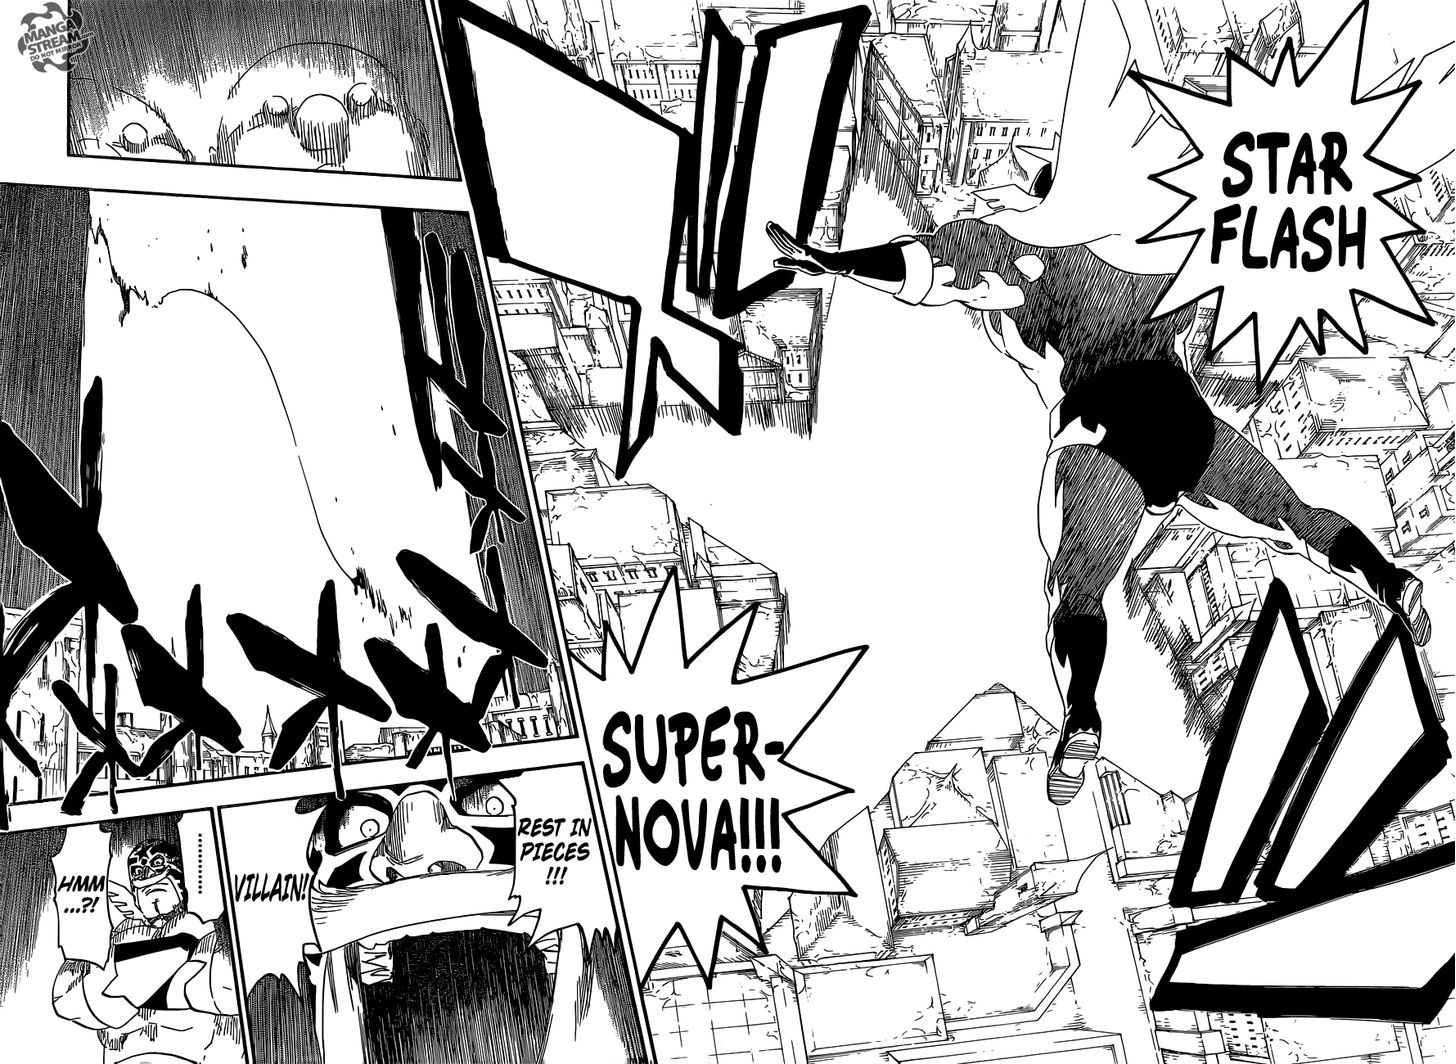 STAR
FLASH
SUPER-
NOVA!!!
REST IN
PIECES
!!!
VILLAIN!
.........
HMM
...?!
MANGA
STREAM
DO NOT MIRROR